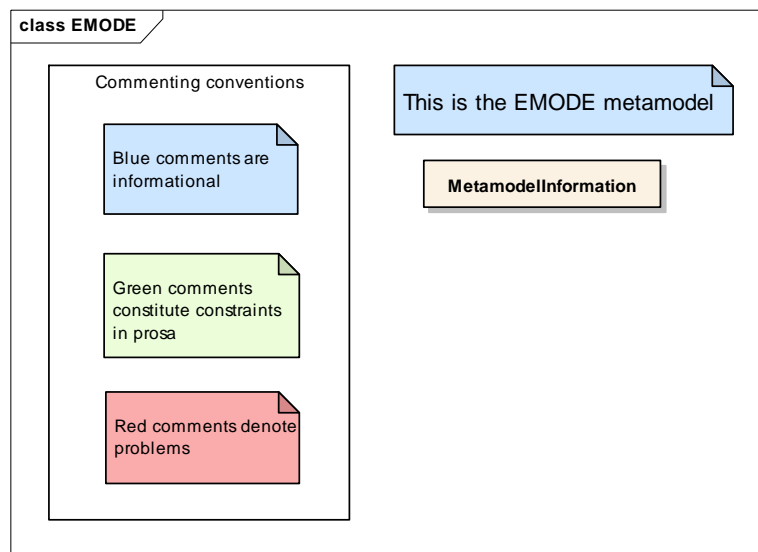 class EMODE
Commenting conventions
Blue comments are
informational
Green comments
constitute constraints
in prosa
Red comments denote
problems
This is the EMODE metamodel
MetamodelInformation